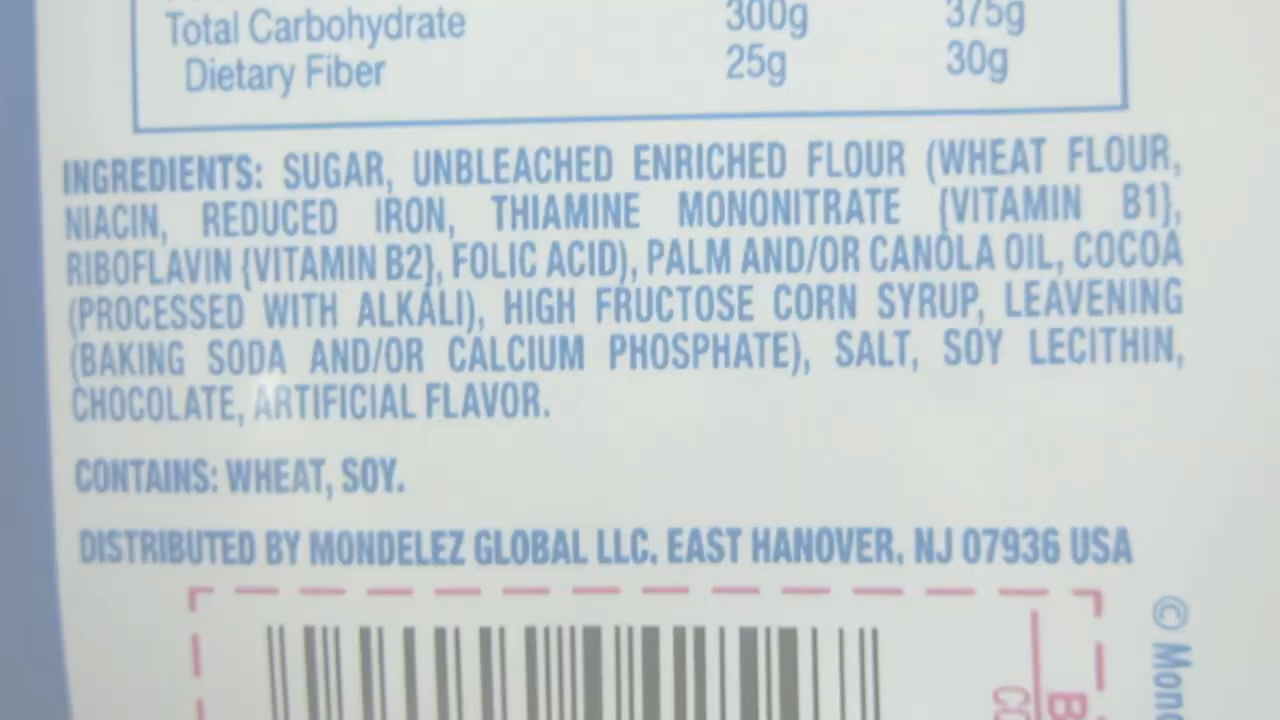 Total Carbohydrate 300g 375g
Dietary Fiber 25g 30g
INGREDIENTS: SUGAR, UNBLEACHED ENRICHED FLOUR (WHEAT FLOUR,
NIACIN, REDUCED IRON, THIAMINE MONONITRATE {VITAMIN B1},
RIBOFLAVIN {VITAMIN B2}, FOLIC ACID), PALM AND/OR CANOLA OIL, COCOA
(PROCESSED WITH ALKALI), HIGH FRUCTOSE CORN SYRUP, LEAVENING
(BAKING SODA AND/OR CALCIUM PHOSPHATE), SALT, SOY LECITHIN,
CHOCOLATE, ARTIFICIAL FLAVOR.
CONTAINS: WHEAT, SOY.
DISTRIBUTED BY MONDELEZ GLOBAL LLC, EAST HANOVER, NJ 07936 USA
© Mond